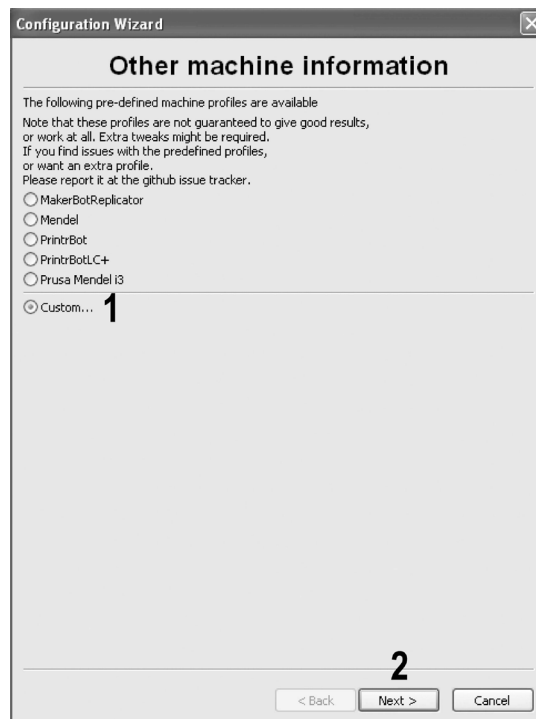 Configuration Wizard
Other machine information
The following pre-defined machine profiles are available
Note that these profiles are not guaranteed to give good results,
or work at all. Extra tweaks might be required.
If you find issues with the predefined profiles,
or want an extra profile.
Please report it at the github issue tracker.
MakerBotReplicator
Mendel
PrintrBot
PrintrBotLC+
Prusa Mendel i3
Custom... 1
2
< Back Next > Cancel